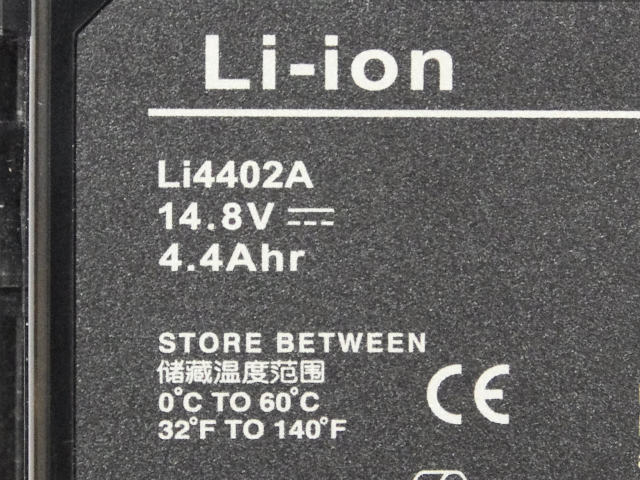 Li-ion
Li4402A
14.8V ⎓
4.4Ahr
STORE BETWEEN
储藏温度范围
0°C TO 60°C
32°F TO 140°F
CE